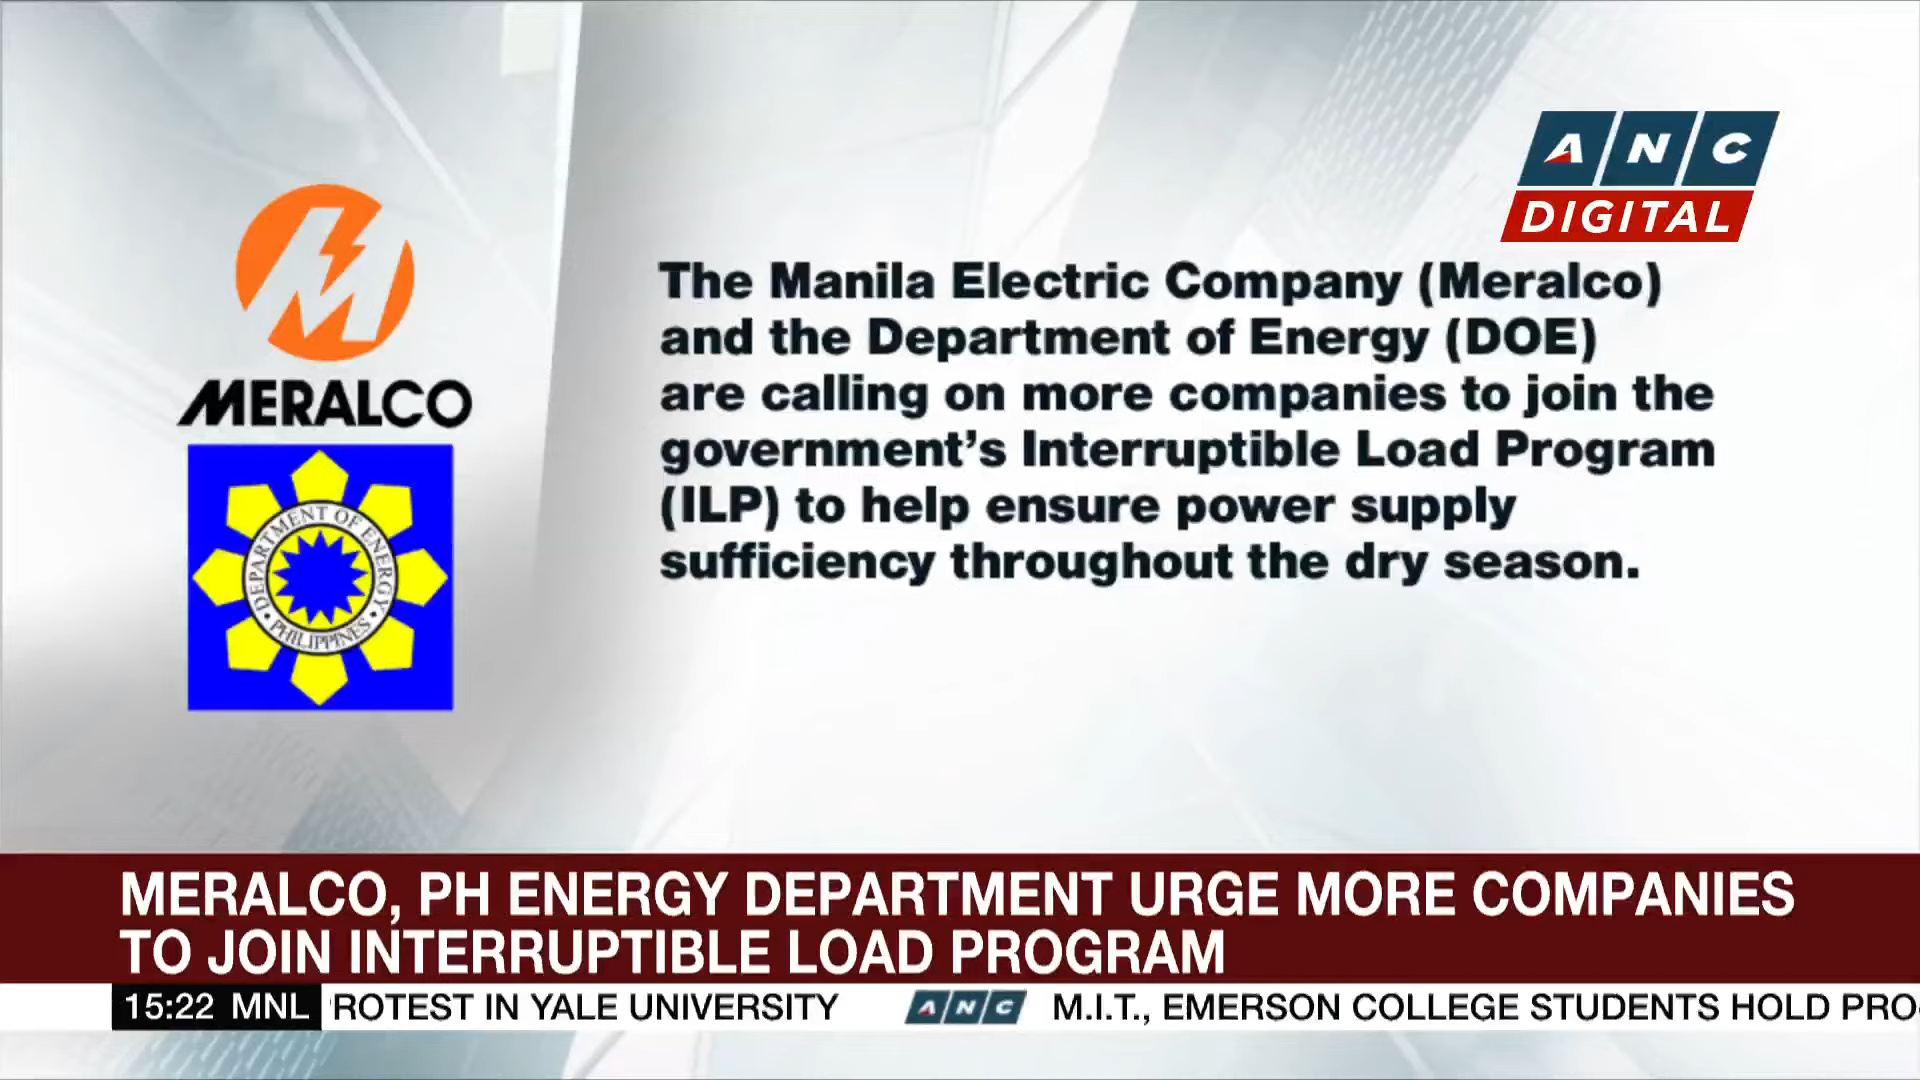 ANC
DIGITAL
MERALCO
DEPARTMENT OF ENERGY
PHILIPPINES
The Manila Electric Company (Meralco)
and the Department of Energy (DOE)
are calling on more companies to join the
government's Interruptible Load Program
(ILP) to help ensure power supply
sufficiency throughout the dry season.
MERALCO, PH ENERGY DEPARTMENT URGE MORE COMPANIES
TO JOIN INTERRUPTIBLE LOAD PROGRAM
15:22 MNL ROTEST IN YALE UNIVERSITY ANC M.I.T., EMERSON COLLEGE STUDENTS HOLD PRO